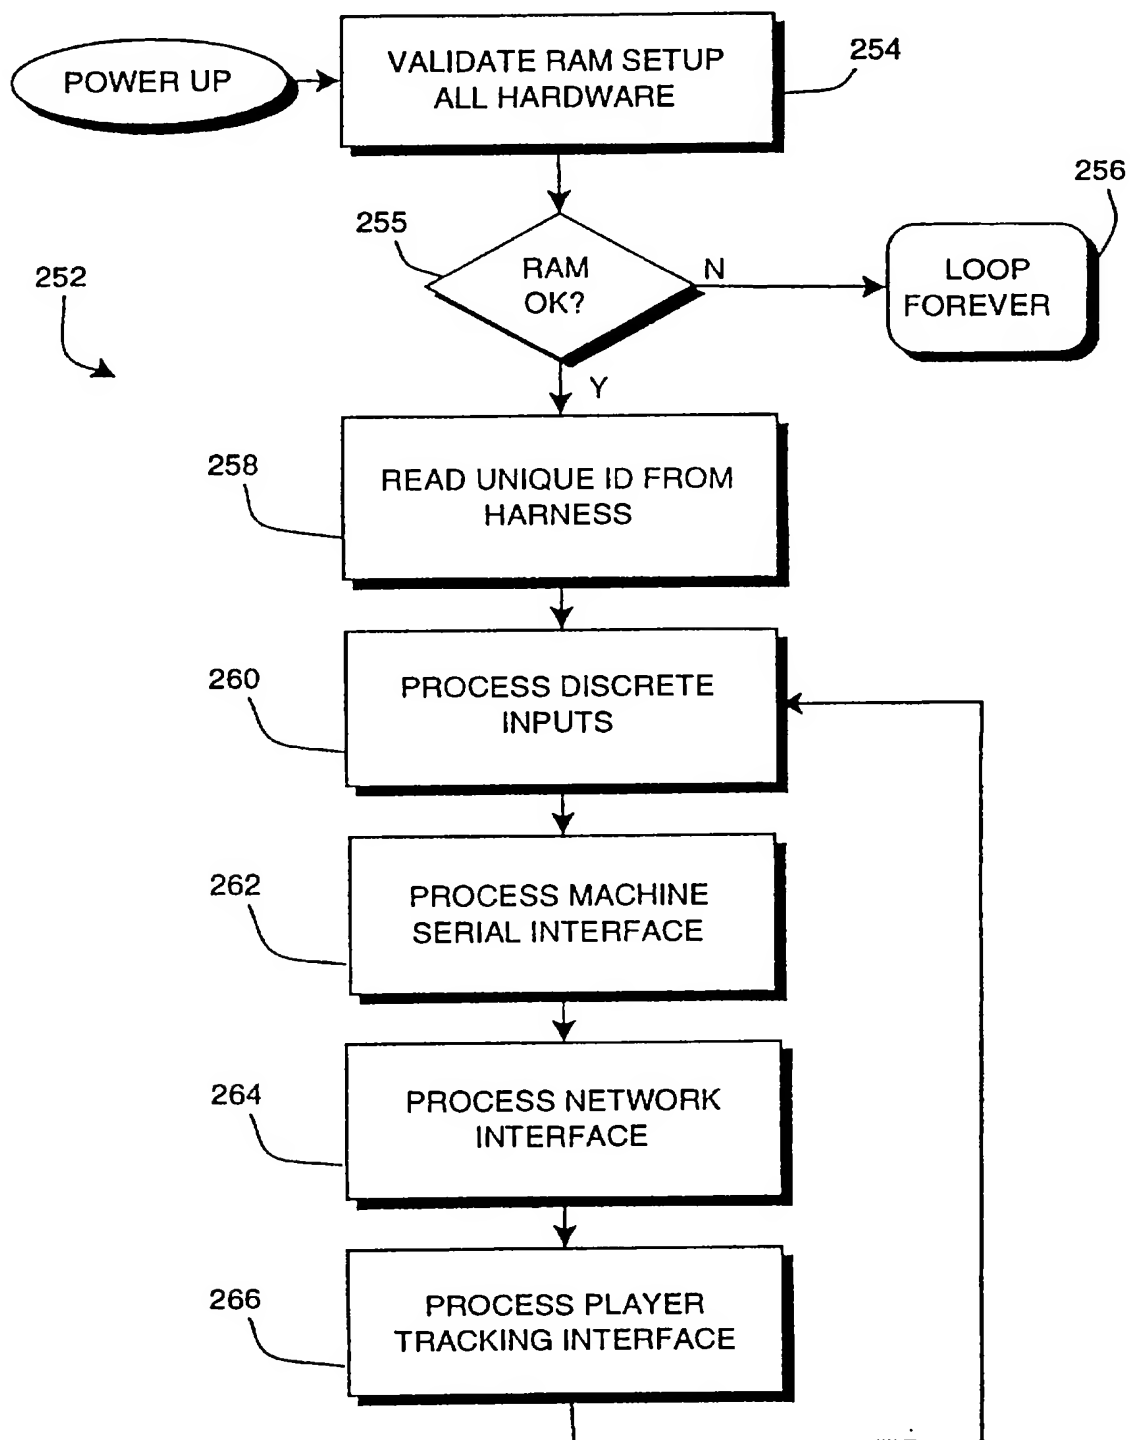 POWER UP
VALIDATE RAM SETUP
ALL HARDWARE
254
255
RAM
OK?
N
256
LOOP
FOREVER
252
Y
258
READ UNIQUE ID FROM
HARNESS
260
PROCESS DISCRETE
INPUTS
262
PROCESS MACHINE
SERIAL INTERFACE
264
PROCESS NETWORK
INTERFACE
266
PROCESS PLAYER
TRACKING INTERFACE